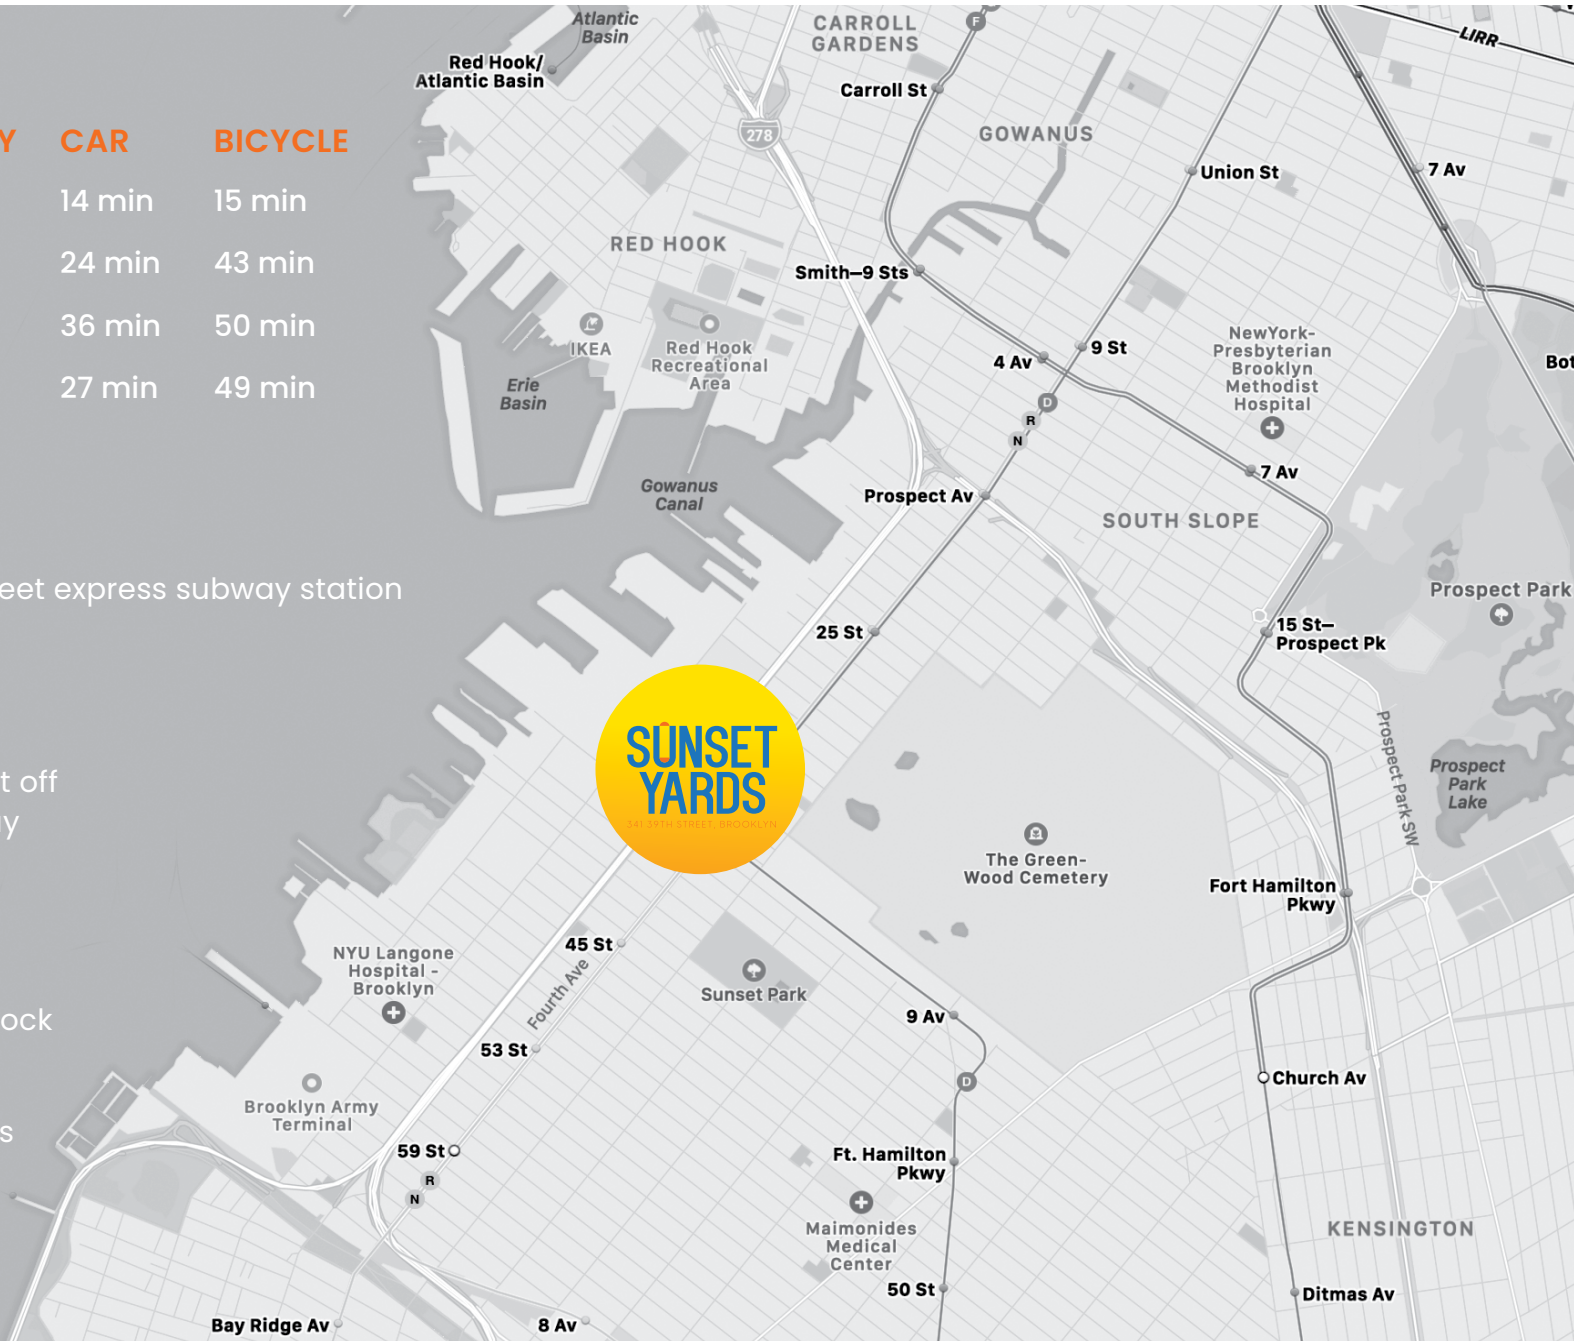 Atlantic
Basin
CARROLL
GARDENS
F
LIRR
Red Hook/
Atlantic Basin
Carroll St
278
GOWANUS
Y CAR BICYCLE
14 min 15 min
24 min 43 min
36 min 50 min
27 min 49 min
Union St
7 Av
RED HOOK
Smith–9 Sts
IKEA
Red Hook
Recreational
Area
Erie
Basin
4 Av
9 St
NewYork-
Presbyterian
Brooklyn
Methodist
Hospital
Bot
D
R
N
7 Av
Gowanus
Canal
Prospect Av
SOUTH SLOPE
eet express subway station
Prospect Park
25 St
15 St–
Prospect Pk
SUNSET
YARDS
341 39TH STREET, BROOKLYN
Prospect Park SW
Prospect
Park
Lake
t off
y
The Green-
Wood Cemetery
Fort Hamilton
Pkwy
45 St
Fourth Ave
NYU Langone
Hospital -
Brooklyn
Sunset Park
9 Av
ock
53 St
D
Church Av
Brooklyn Army
Terminal
s
59 St
R
N
Ft. Hamilton
Pkwy
Maimonides
Medical
Center
KENSINGTON
50 St
Ditmas Av
Bay Ridge Av
8 Av